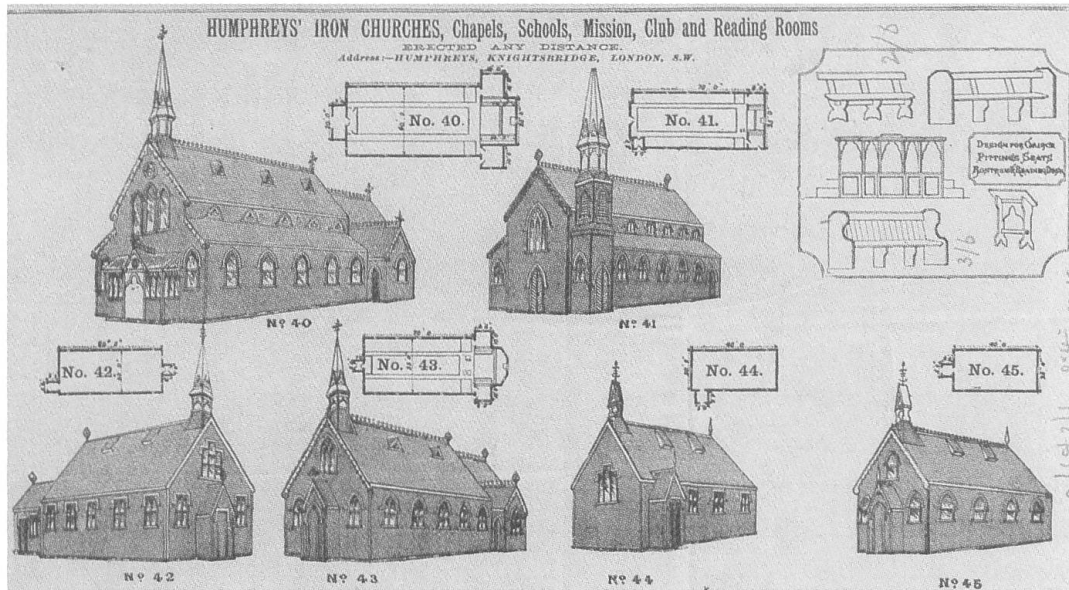 HUMPHREYS' IRON CHURCHES, Chapels, Schools, Mission, Club and Reading Rooms
ERECTED ANY DISTANCE.
Address:—HUMPHREYS, KNIGHTSBRIDGE, LONDON, S.W.
No. 40.
No. 41.
2/8
DESIGN FOR CHURCH
FITTINGS SEATS
ROSTRUM & READING DESK
3/6
Nº 40
Nº 41
No. 42.
No. 43.
No. 44.
No. 45.
Nº 42
Nº 43
Nº 44
Nº 45